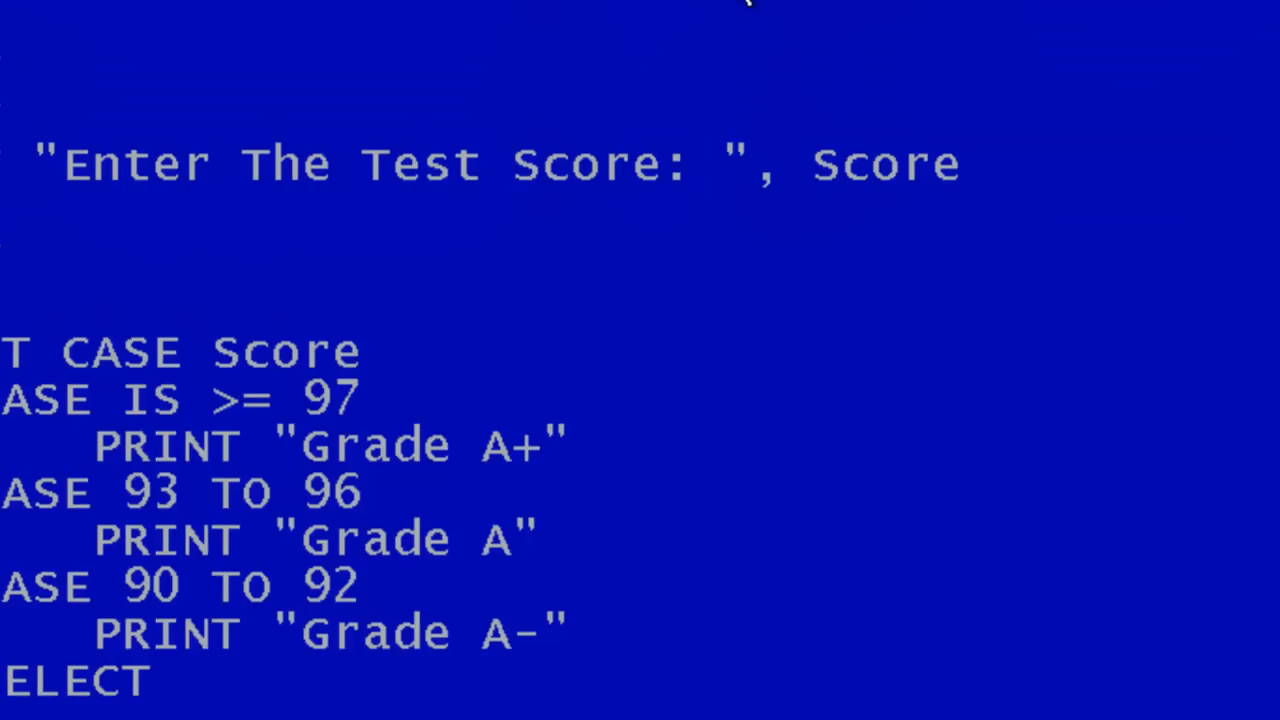 "Enter The Test Score: ", Score
T CASE Score
ASE IS >= 97
PRINT "Grade A+"
ASE 93 TO 96
PRINT "Grade A"
ASE 90 TO 92
PRINT "Grade A-"
ELECT